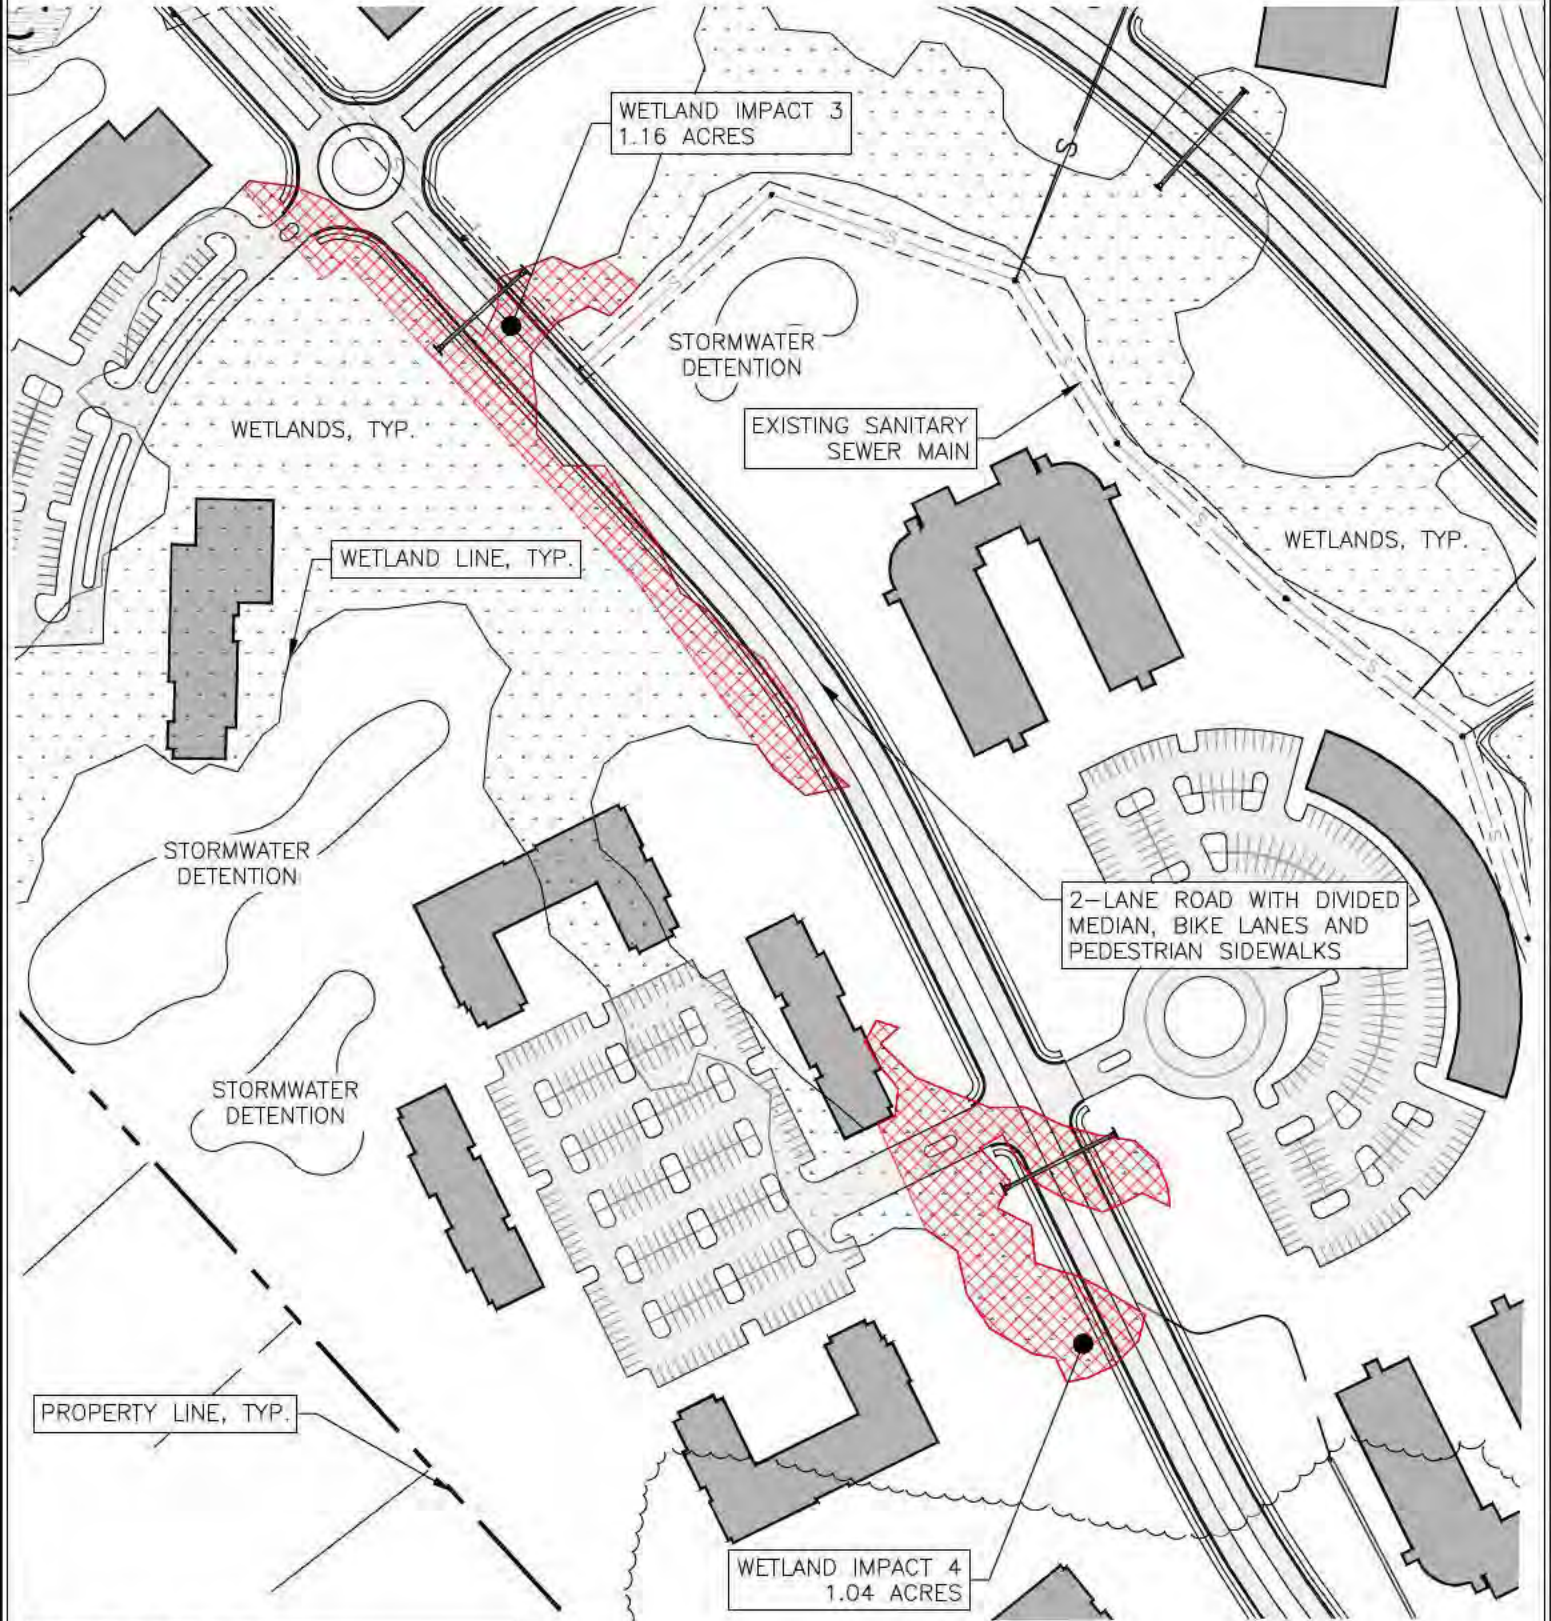 WETLAND IMPACT 3
1.16 ACRES
S
S
S
S
STORMWATER
DETENTION
S
EXISTING SANITARY
SEWER MAIN
WETLANDS, TYP.
S
WETLANDS, TYP.
WETLAND LINE, TYP.
S
S
STORMWATER
DETENTION
2-LANE ROAD WITH DIVIDED
MEDIAN, BIKE LANES AND
PEDESTRIAN SIDEWALKS
STORMWATER
DETENTION
PROPERTY LINE, TYP.
WETLAND IMPACT 4
1.04 ACRES